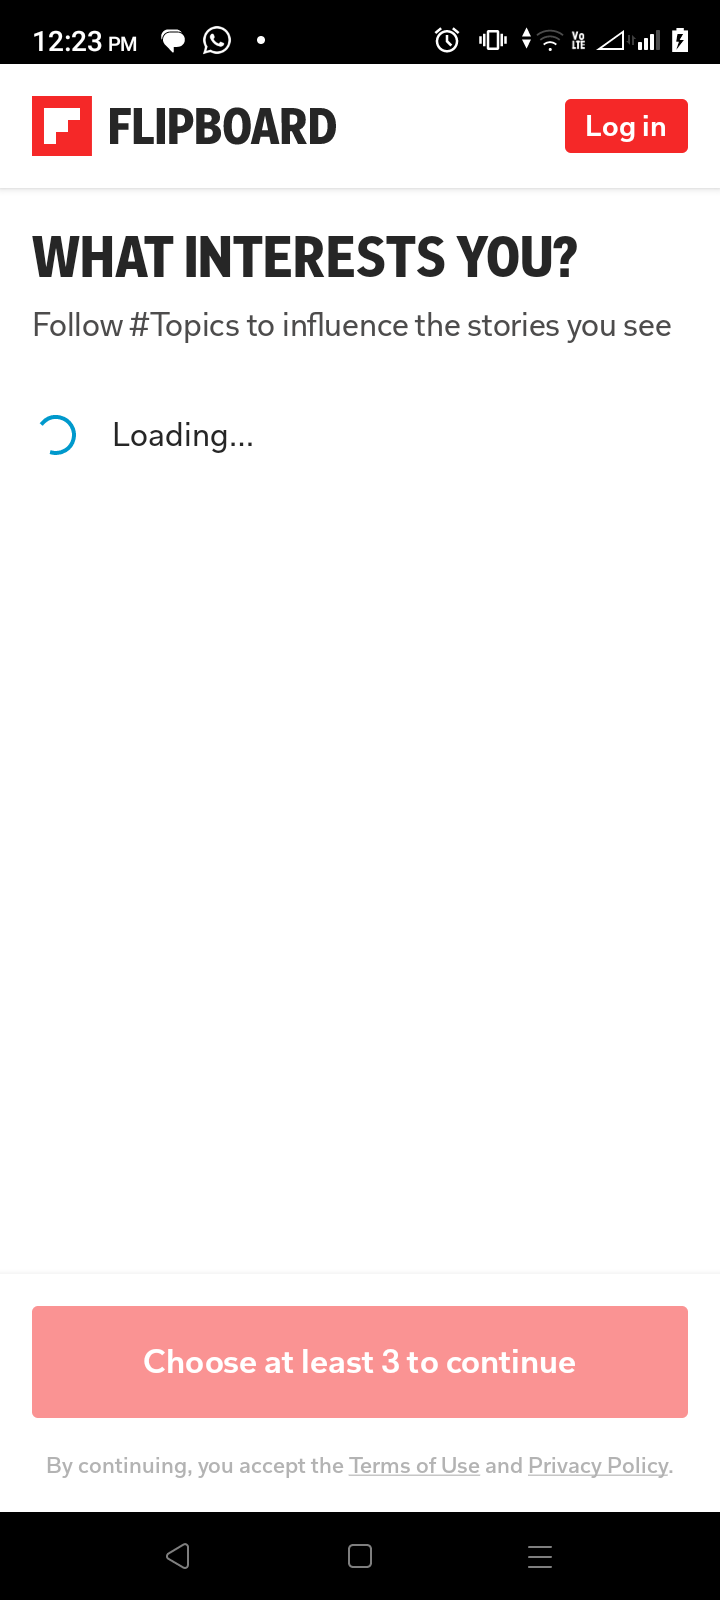 12:23 PM
Vo LTE
FLIPBOARD
Log in
WHAT INTERESTS YOU?
Follow #Topics to influence the stories you see
Loading...
Choose at least 3 to continue
By continuing, you accept the Terms of Use and Privacy Policy.